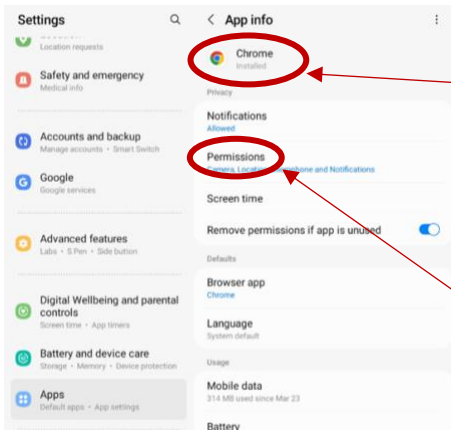 Settings
Location requests
Safety and emergency
Medical info
Accounts and backup
Manage accounts • Smart Switch
Google
Google services
Advanced features
Labs • S Pen • Side button
Digital Wellbeing and parental
controls
Screen time • App timers
Battery and device care
Storage • Memory • Device protection
Apps
Default apps • App settings
< App info
Chrome
Installed
Privacy
Notifications
Allowed
Permissions
Camera, Location, Microphone and Notifications
Screen time
Remove permissions if app is unused
Defaults
Browser app
Chrome
Language
System default
Usage
Mobile data
314 MB used since Mar 23
Battery